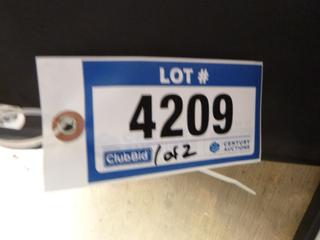 LOT #
4209
ClubBid 1 of 2 CENTURY
AUCTIONS